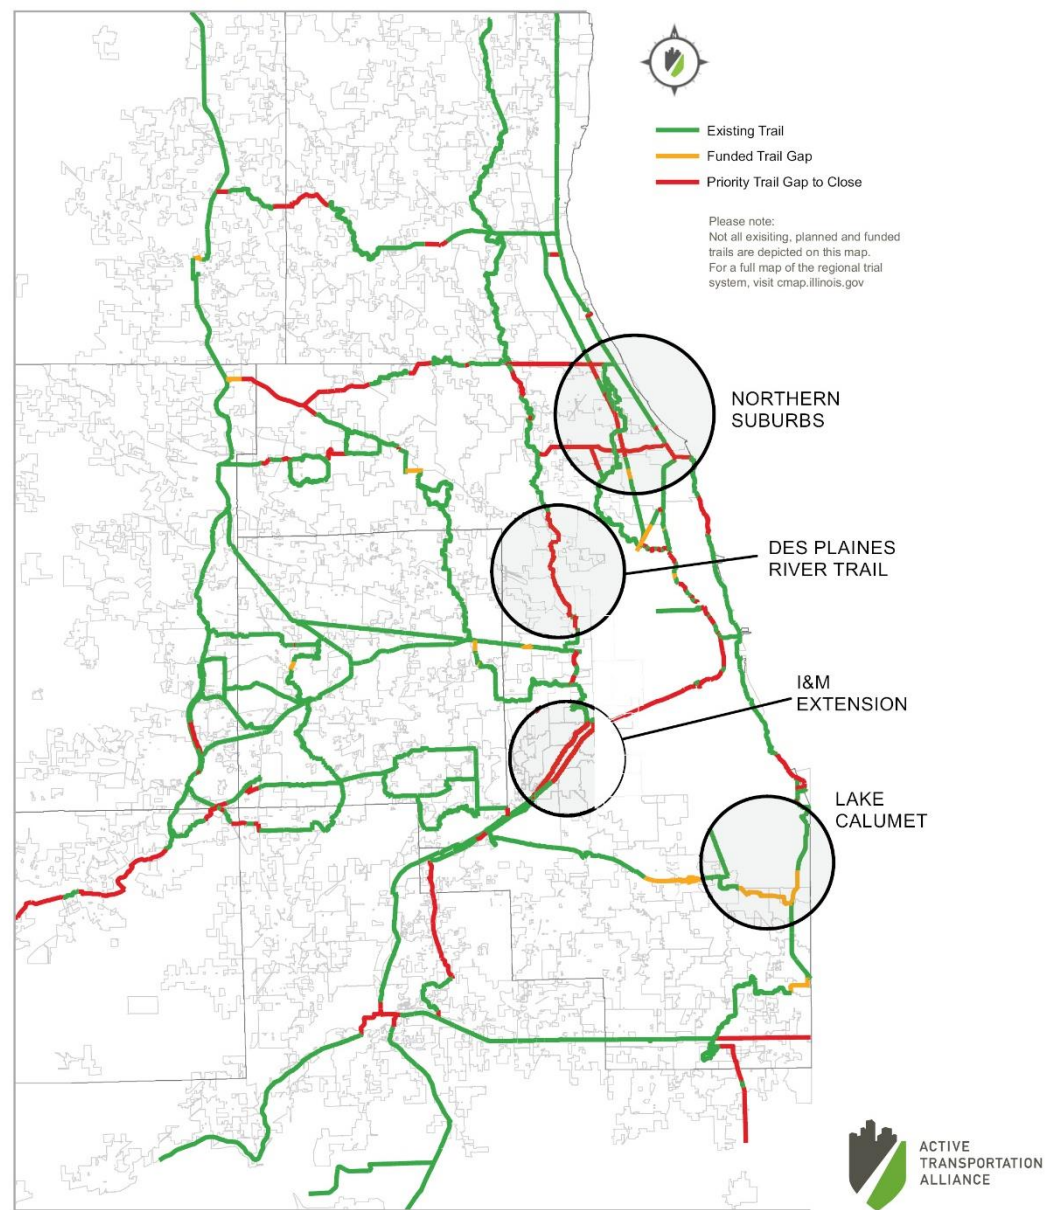 Existing Trail
Funded Trail Gap
Priority Trail Gap to Close
Please note:
Not all exisiting, planned and funded
trails are depicted on this map.
For a full map of the regional trial
system, visit cmap.illinois.gov
NORTHERN
SUBURBS
DES PLAINES
RIVER TRAIL
I&M
EXTENSION
LAKE
CALUMET
ACTIVE
TRANSPORTATION
ALLIANCE